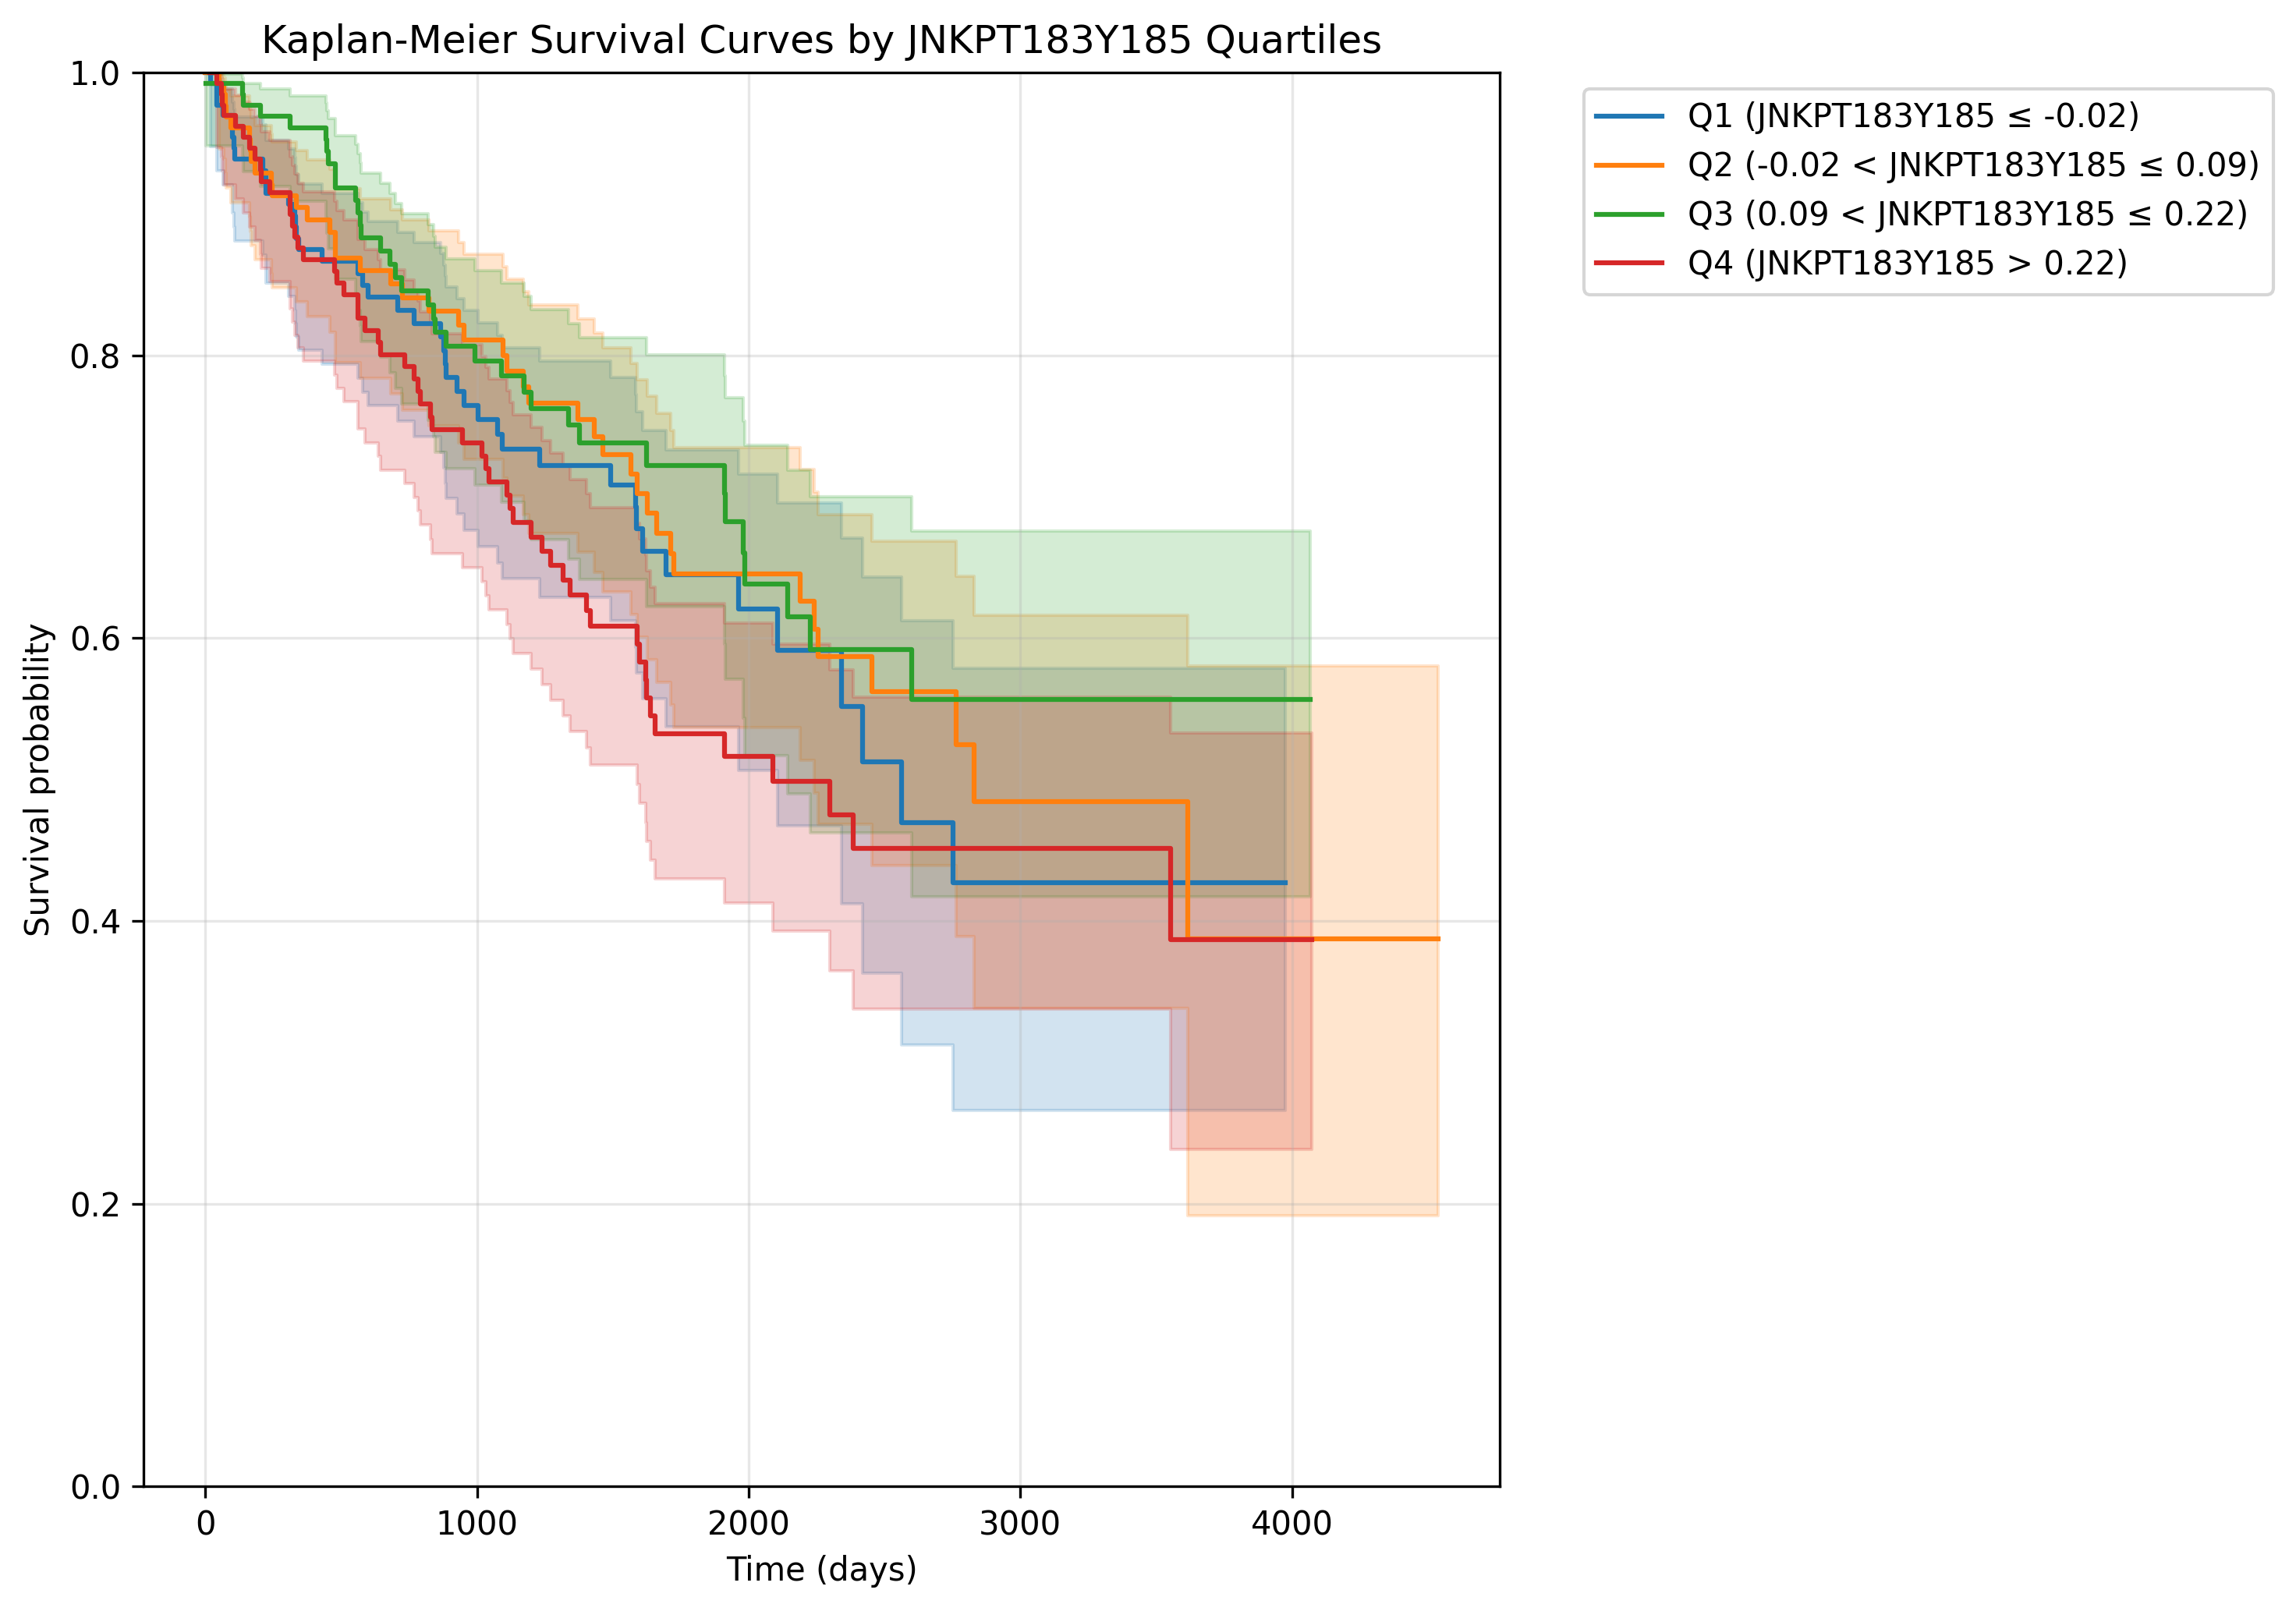 Kaplan-Meier Survival Curves by JNKPT183Y185 Quartiles
Q1 (JNKPT183Y185 ≤ -0.02)
Q2 (-0.02 < JNKPT183Y185 ≤ 0.09)
Q3 (0.09 < JNKPT183Y185 ≤ 0.22)
Q4 (JNKPT183Y185 > 0.22)
Survival probability
1.0
0.8
0.6
0.4
0.2
0.0
0 1000 2000 3000 4000
Time (days)